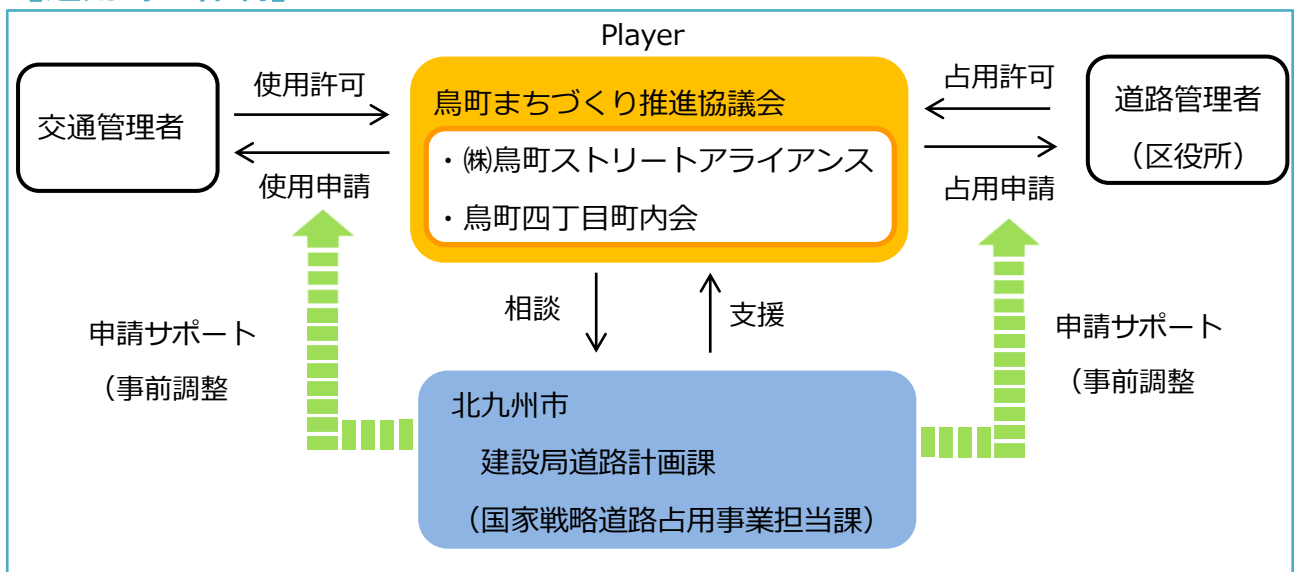 Player
使用許可
占用許可
交通管理者
鳥町まちづくり推進協議会
・㈱鳥町ストリートアライアンス
・鳥町四丁目町内会
道路管理者
（区役所）
使用申請
占用申請
相談
支援
申請サポート
（事前調整
申請サポート
（事前調整
北九州市
建設局道路計画課
（国家戦略道路占用事業担当課）